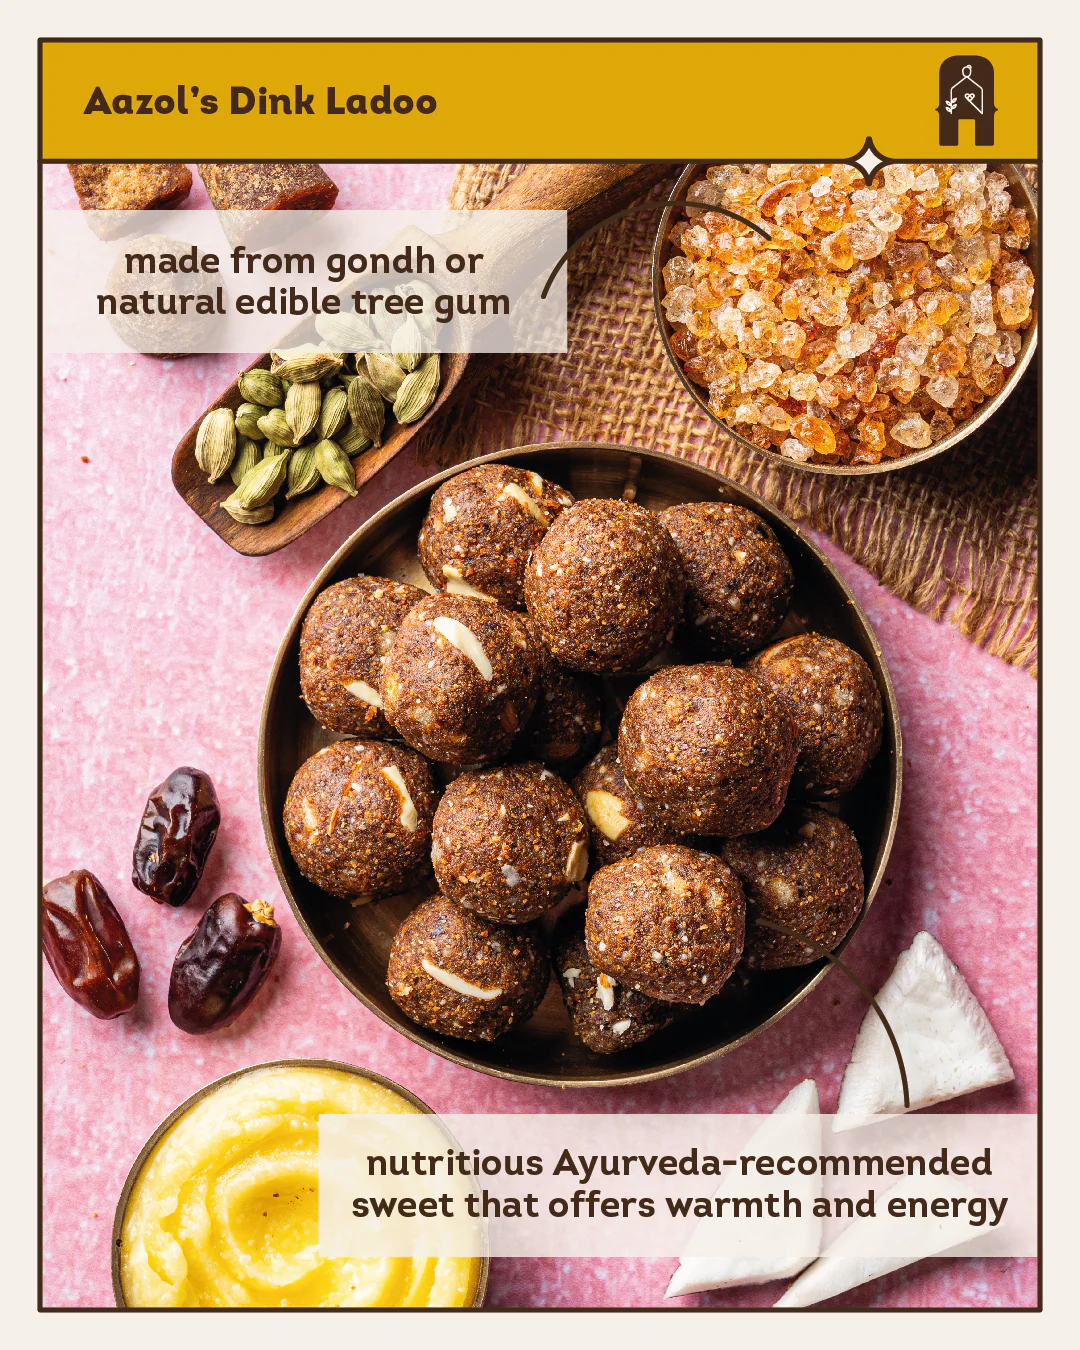 Aazol's Dink Ladoo
made from gondh or
natural edible tree gum
nutritious Ayurveda-recommended
sweet that offers warmth and energy